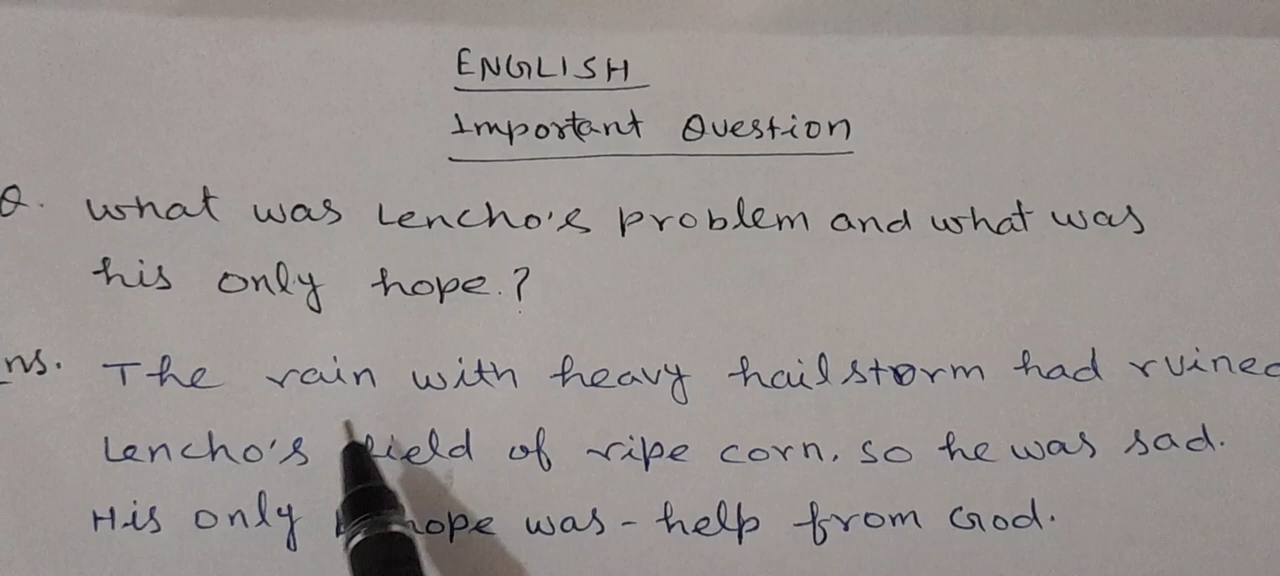 ENGLISH
Important Question
Q. what was Lencho's problem and what was
his only hope.?
ns. The rain with heavy hailstorm had ruined
Lencho's field of ripe corn, so he was sad.
His only hope was - help from God.